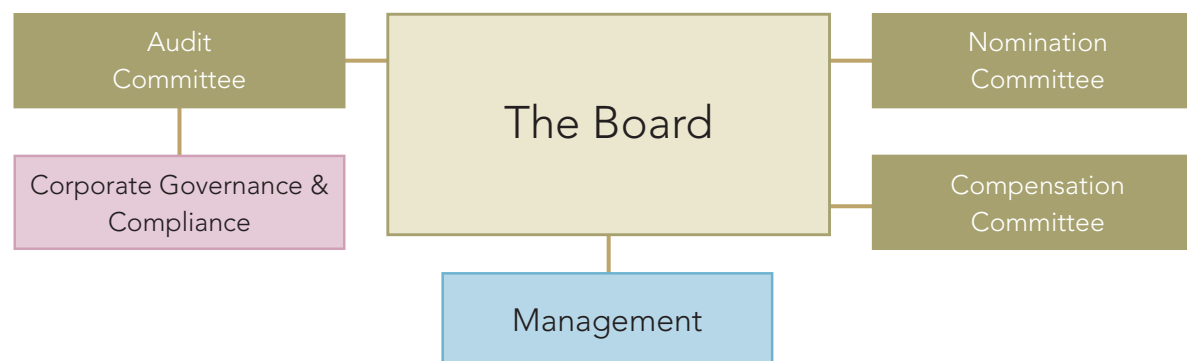 Audit
Committee
The Board
Nomination
Committee
Corporate Governance &
Compliance
Compensation
Committee
Management